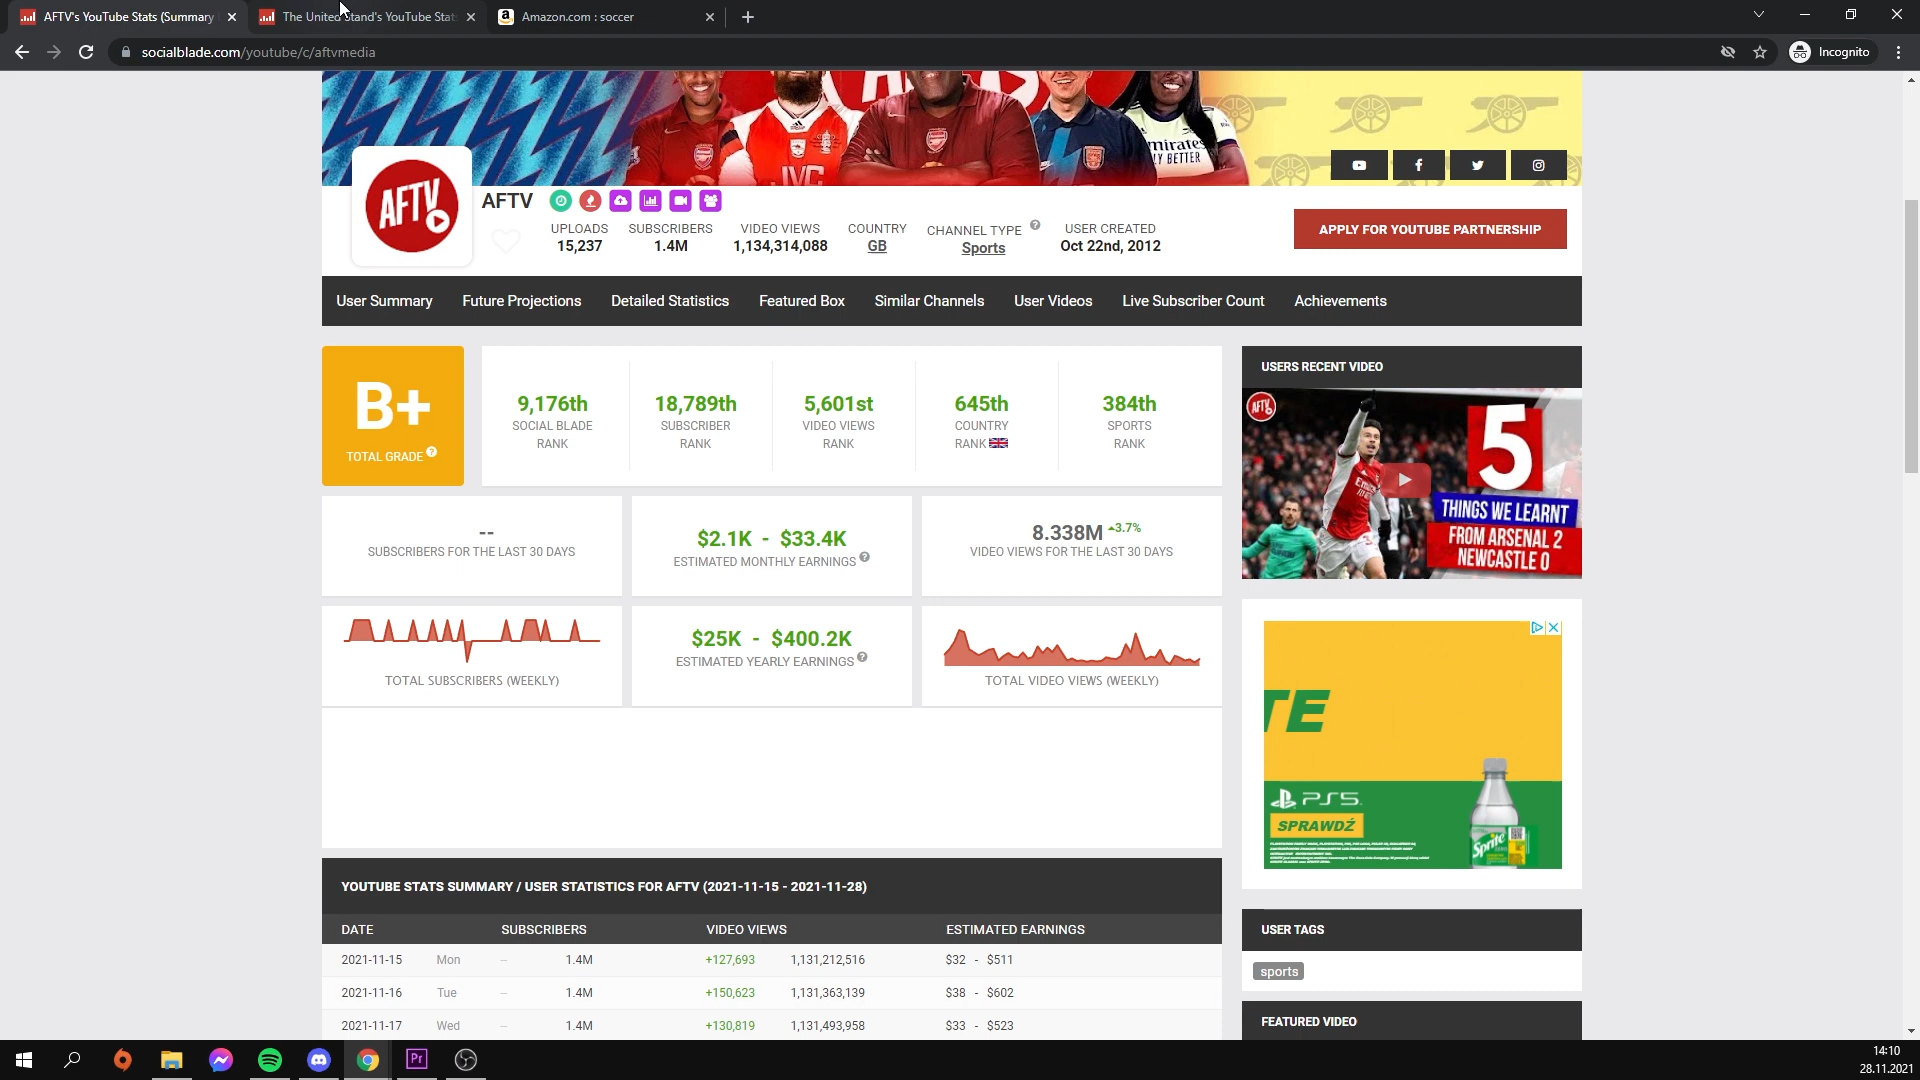 AFTV's YouTube Stats (Summary
The United Stand's YouTube Stat
Amazon.com : soccer
socialblade.com/youtube/c/aftvmedia
Incognito
JVC
Emirates
LY BETTER
AFTV
AFTV
UPLOADS
15,237
SUBSCRIBERS
1.4M
VIDEO VIEWS
1,134,314,088
COUNTRY
GB
CHANNEL TYPE
Sports
USER CREATED
Oct 22nd, 2012
APPLY FOR YOUTUBE PARTNERSHIP
User Summary
Future Projections
Detailed Statistics
Featured Box
Similar Channels
User Videos
Live Subscriber Count
Achievements
B+
TOTAL GRADE
9,176th
SOCIAL BLADE
RANK
18,789th
SUBSCRIBER
RANK
5,601st
VIDEO VIEWS
RANK
645th
COUNTRY
RANK
384th
SPORTS
RANK
USERS RECENT VIDEO
AFTV
5
THINGS WE LEARNT
FROM ARSENAL 2
NEWCASTLE 0
--
SUBSCRIBERS FOR THE LAST 30 DAYS
$2.1K - $33.4K
ESTIMATED MONTHLY EARNINGS
8.338M 3.7%
VIDEO VIEWS FOR THE LAST 30 DAYS
TOTAL SUBSCRIBERS (WEEKLY)
$25K - $400.2K
ESTIMATED YEARLY EARNINGS
TOTAL VIDEO VIEWS (WEEKLY)
TE
PS5
SPRAWDŹ
Sprite
YOUTUBE STATS SUMMARY / USER STATISTICS FOR AFTV (2021-11-15 - 2021-11-28)
DATE SUBSCRIBERS VIDEO VIEWS ESTIMATED EARNINGS
2021-11-15 Mon -- 1.4M +127,693 1,131,212,516 $32 - $511
2021-11-16 Tue -- 1.4M +150,623 1,131,363,139 $38 - $602
2021-11-17 Wed -- 1.4M +130,819 1,131,493,958 $33 - $523
USER TAGS
sports
FEATURED VIDEO
Pr
14:10
28.11.2021